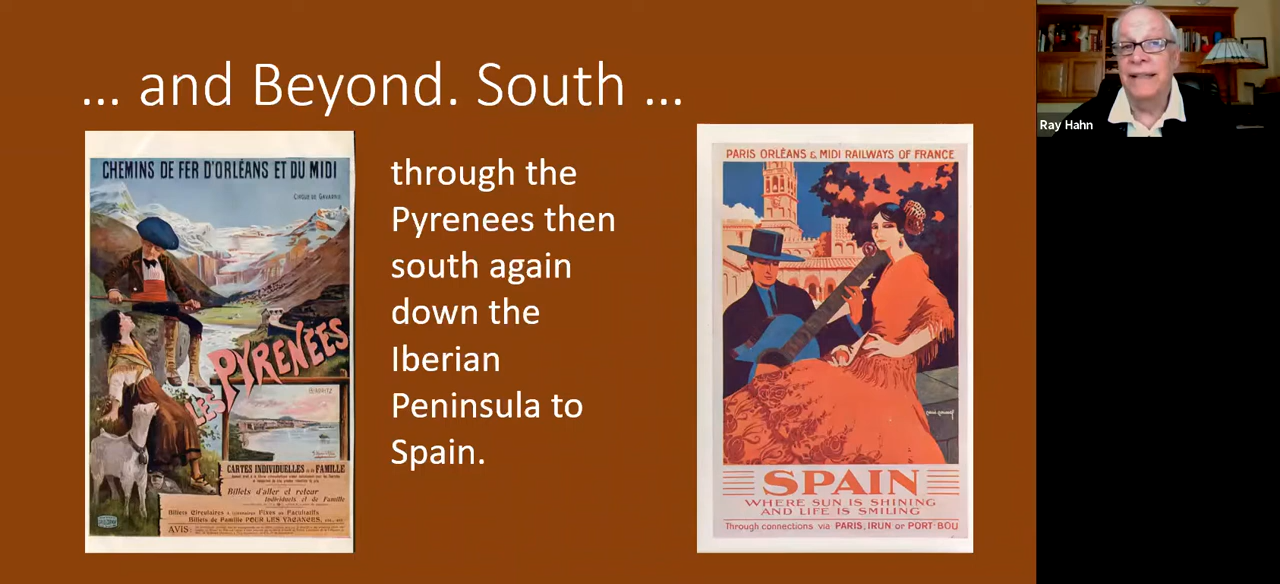 ... and Beyond. South ...
CHEMINS DE FER D'ORLÉANS ET DU MIDI
CIRQUE DE GAVARNIE
LES PYRÉNÉES
BIARRITZ
CARTES INDIVIDUELLES ou de FAMILLE
Billets d'aller et retour
Individuels et de Famille
Billets Circulaires à Itinéraires Fixes ou Facultatifs
Billets de Famille POUR LES VACANCES, etc., etc.
AVIS:
through the
Pyrenees then
south again
down the
Iberian
Peninsula to
Spain.
PARIS ORLÉANS & MIDI RAILWAYS OF FRANCE
SPAIN
WHERE SUN IS SHINING
AND LIFE IS SMILING
Through connections via PARIS, IRUN or PORT-BOU
Ray Hahn